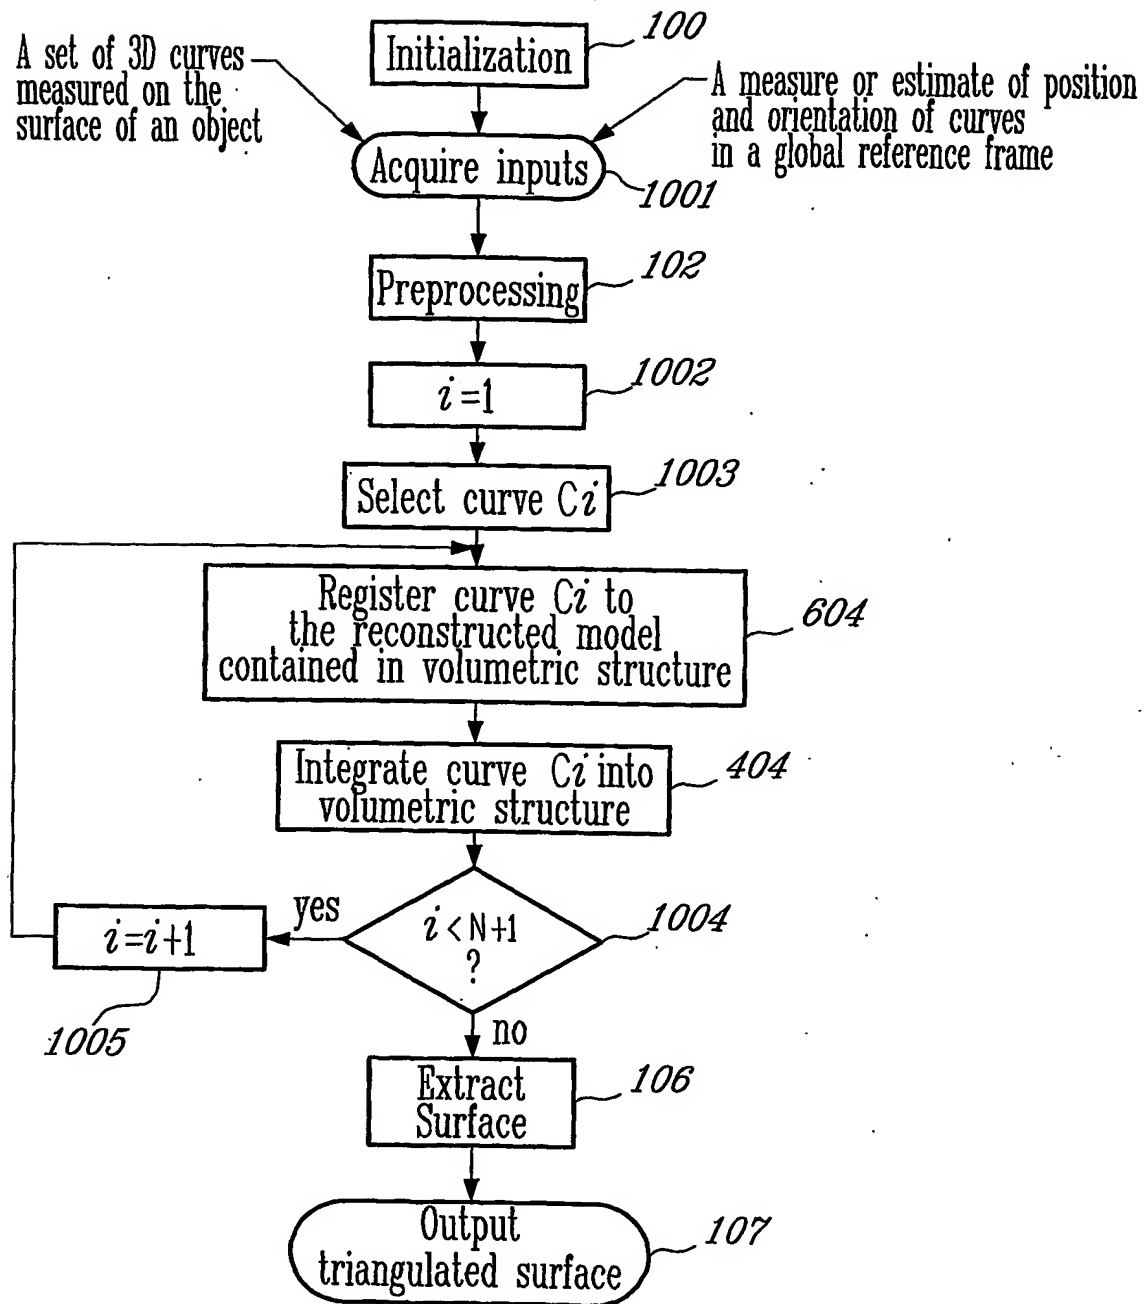 100
Initialization
A set of 3D curves
measured on the
surface of an object
A measure or estimate of position
and orientation of curves
in a global reference frame
Acquire inputs
1001
102
Preprocessing
1002
i=1
1003
Select curve Ci
Register curve Ci to
the reconstructed model
contained in volumetric structure
604
Integrate curve Ci into
volumetric structure
404
yes
i<N+1
?
1004
i=i+1
1005
no
Extract
Surface
106
Output
triangulated surface
107